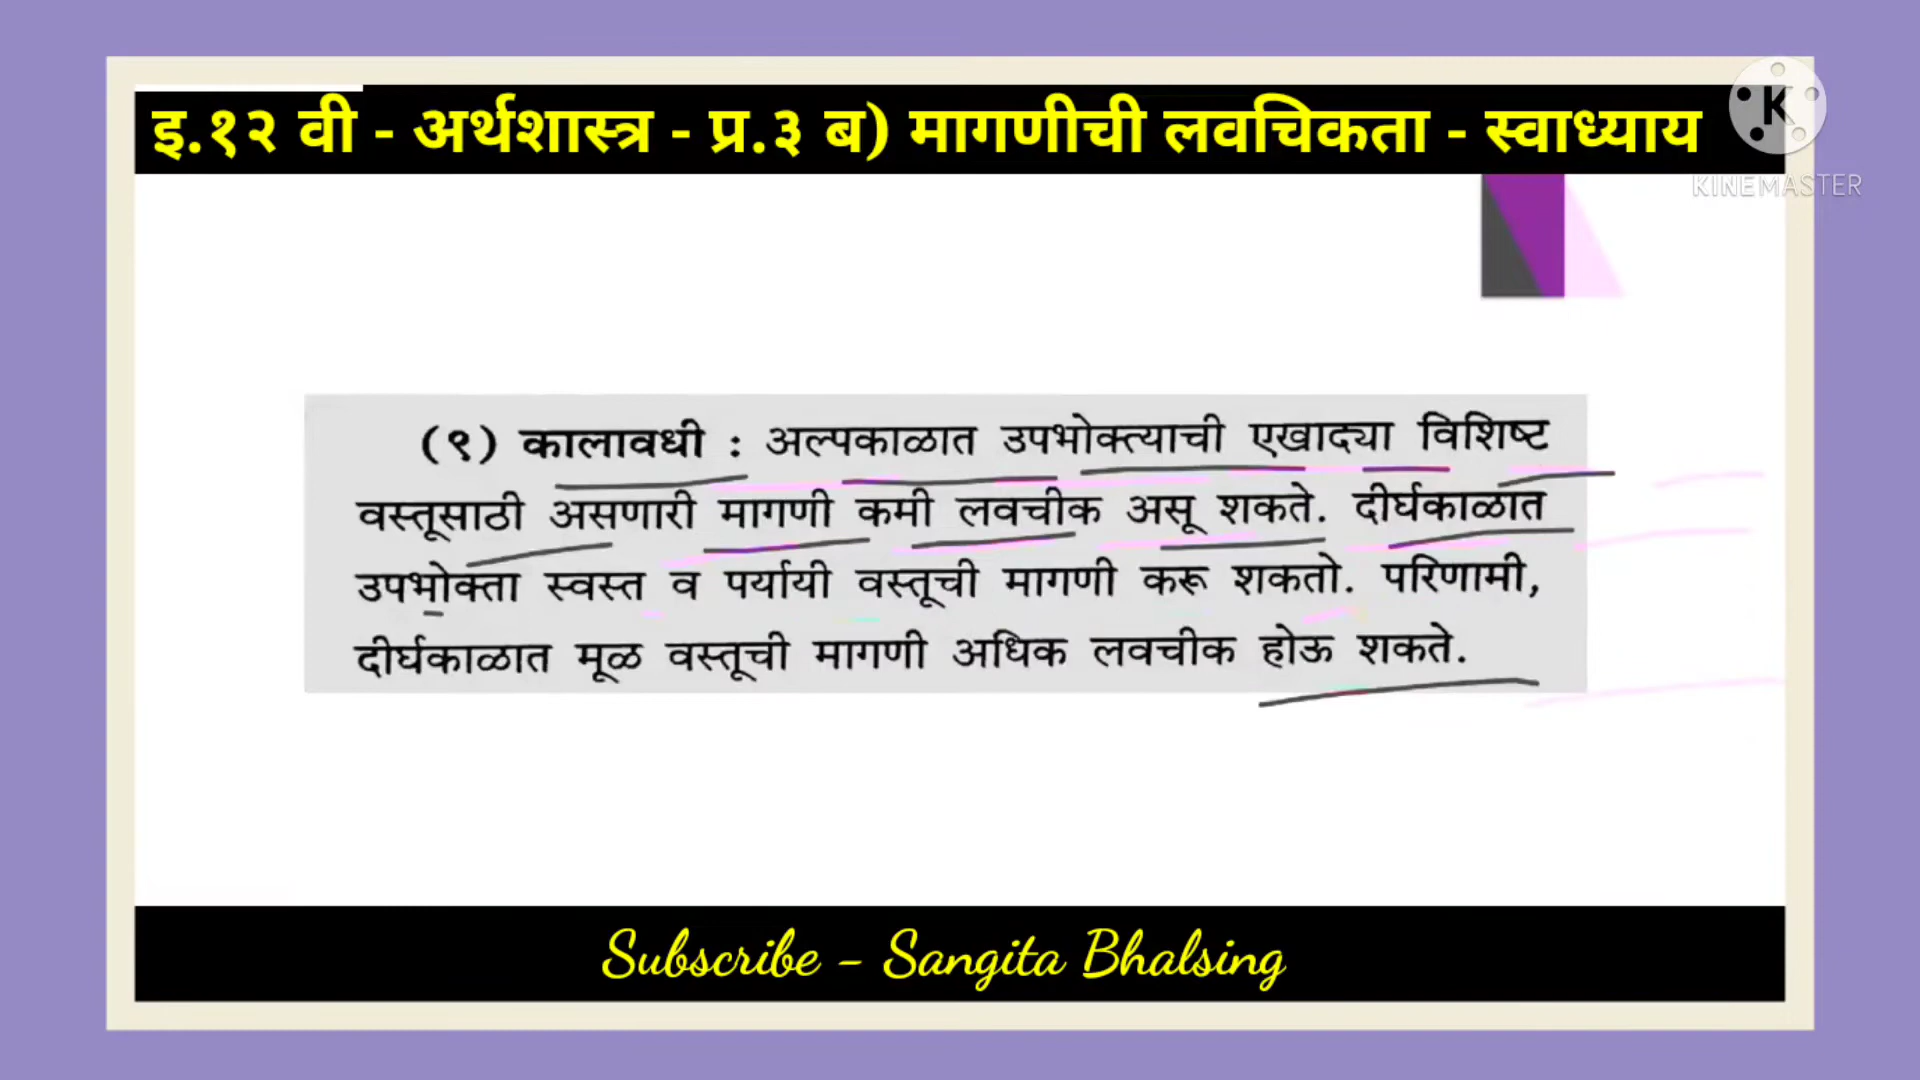 इ.१२ वी - अर्थशास्त्र - प्र.३ ब) मागणीची लवचिकता - स्वाध्याय
K
KINEMASTER
(९) कालावधी : अल्पकाळात उपभोक्त्याची एखाद्या विशिष्ट
वस्तूसाठी असणारी मागणी कमी लवचीक असू शकते. दीर्घकाळात
उपभोक्ता स्वस्त व पर्यायी वस्तूची मागणी करू शकतो. परिणामी,
दीर्घकाळात मूळ वस्तूची मागणी अधिक लवचीक होऊ शकते.
Subscribe - Sangita Bhalsing